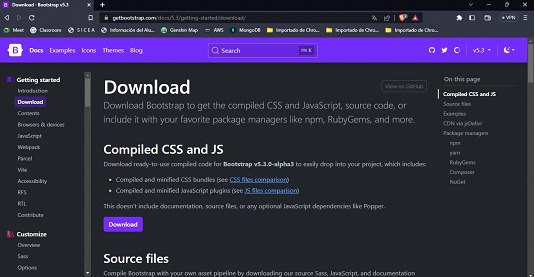 Download · Bootstrap v5.3
getbootstrap.com/docs/5.3/getting-started/download/
VPN
Meet Classroom S I C E A Información del Alu... Genshin Map AWS MongoDB Importado de Chro... Importado de Chro... Importado de Chro...
B Docs Examples Icons Themes Blog Search v5.3
Getting started
Introduction
Download
Contents
Browsers & devices
JavaScript
Webpack
Parcel
Vite
Accessibility
RFS
RTL
Contribute
Customize
Overview
Sass
Options
Download
View on GitHub
Download Bootstrap to get the compiled CSS and JavaScript, source code, or
include it with your favorite package managers like npm, RubyGems, and more.
Compiled CSS and JS
Download ready-to-use compiled code for Bootstrap v5.3.0-alpha3 to easily drop into your project, which includes:
• Compiled and minified CSS bundles (see CSS files comparison)
• Compiled and minified JavaScript plugins (see JS files comparison)
This doesn't include documentation, source files, or any optional JavaScript dependencies like Popper.
Download
Source files
Compile Bootstrap with your own asset pipeline by downloading our source Sass, JavaScript, and documentation
On this page
Compiled CSS and JS
Source files
Examples
CDN via jsDelivr
Package managers
npm
yarn
RubyGems
Composer
NuGet